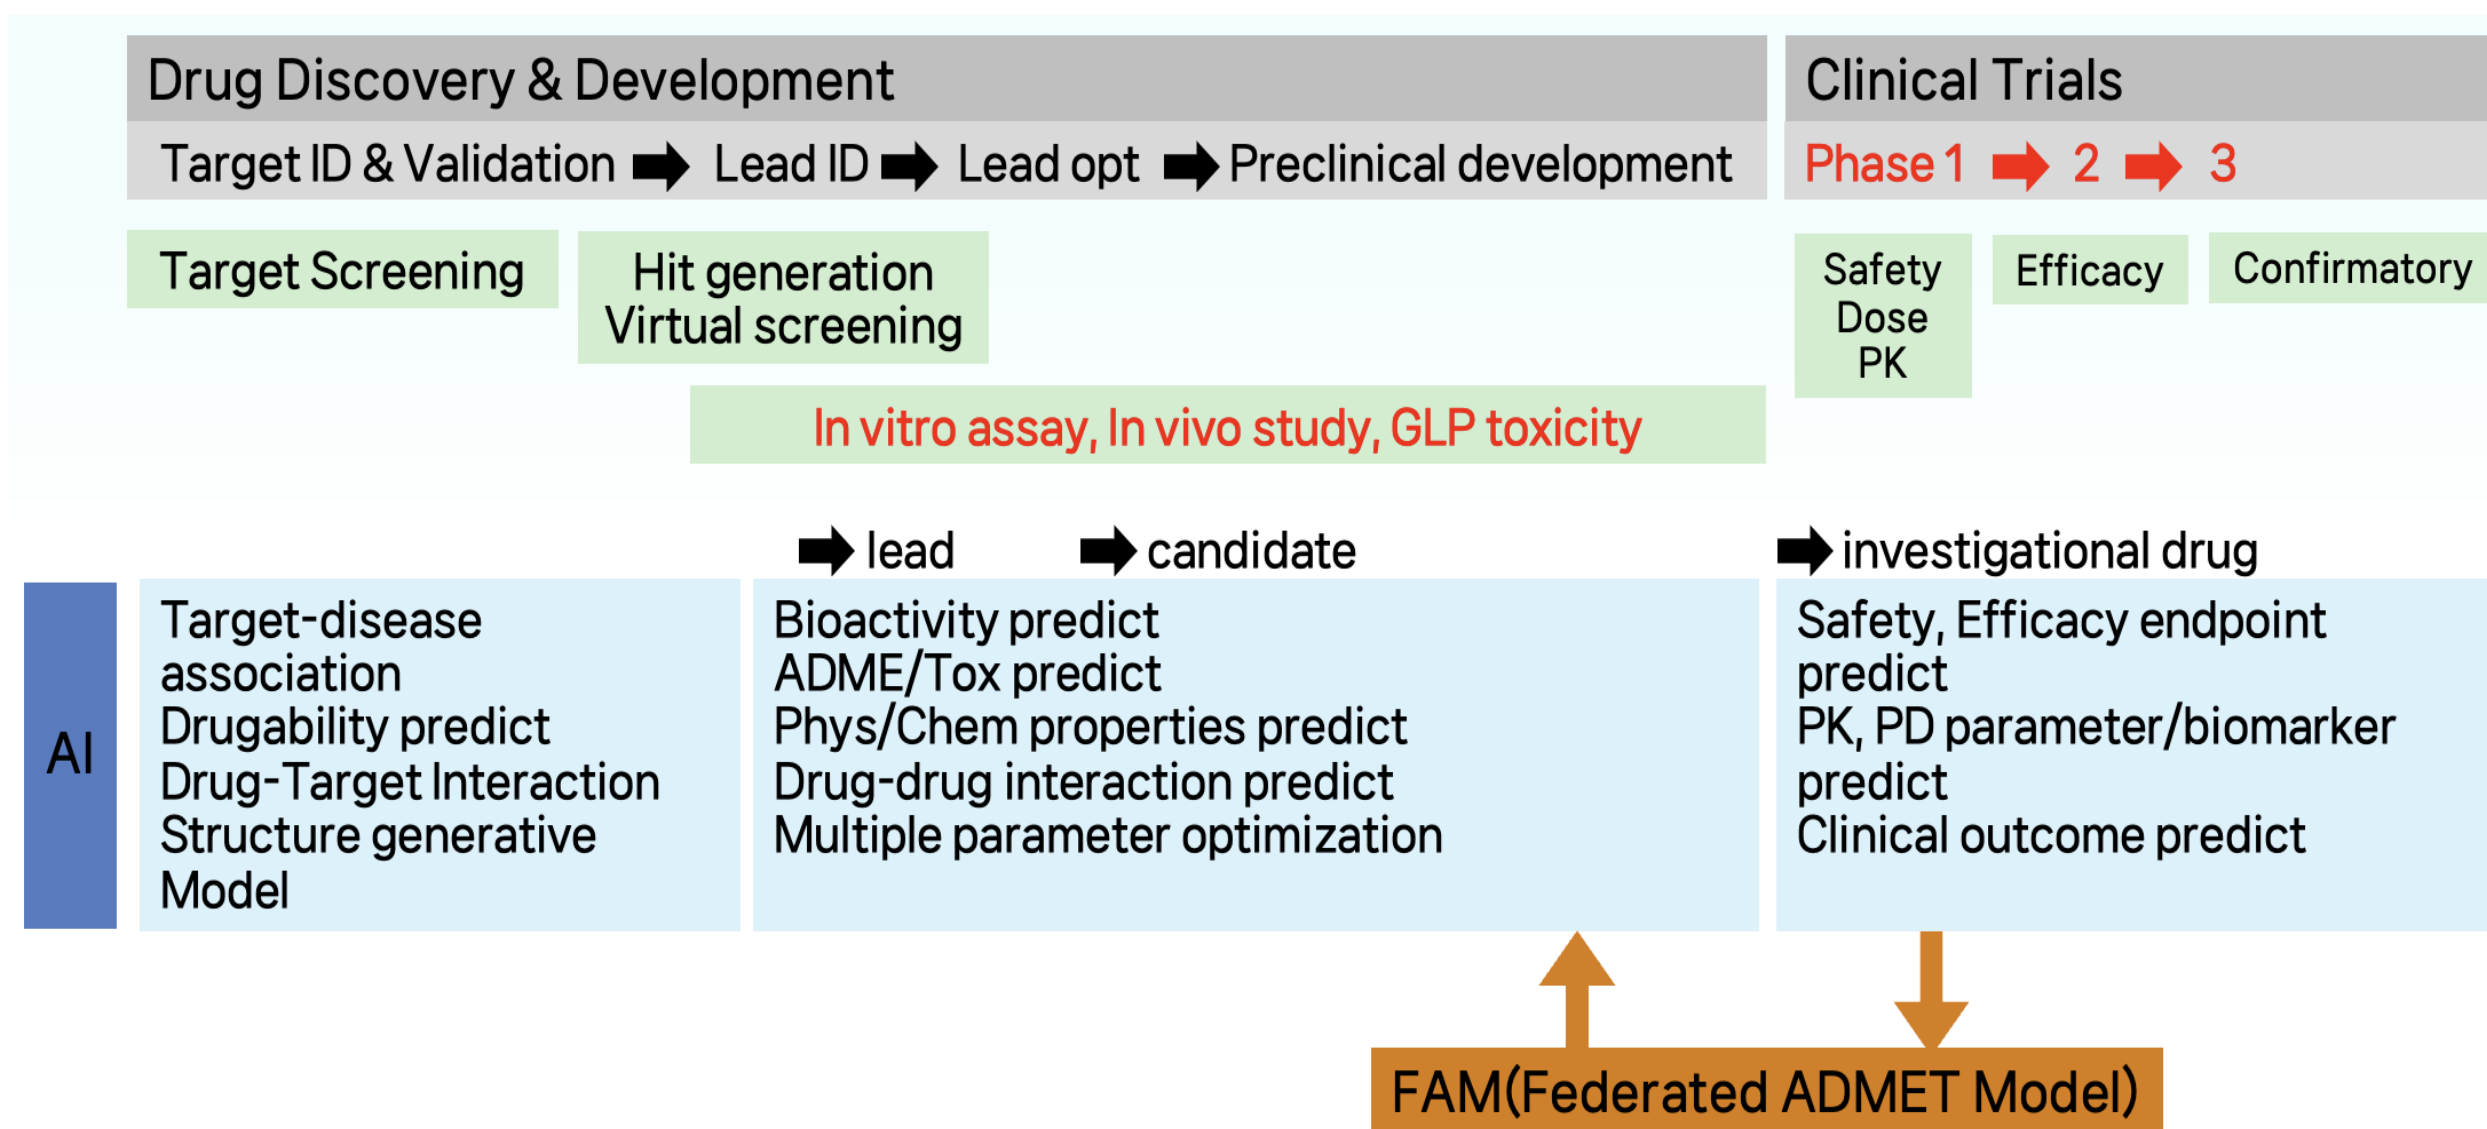 Drug Discovery & Development
Clinical Trials
Target ID & Validation Lead ID Lead opt Preclinical development
Phase 1 2 3
Target Screening
Hit generation
Virtual screening
Safety
Dose
PK
Efficacy
Confirmatory
In vitro assay, In vivo study, GLP toxicity
lead candidate investigational drug
AI
Target-disease
association
Drugability predict
Drug-Target Interaction
Structure generative
Model
Bioactivity predict
ADME/Tox predict
Phys/Chem properties predict
Drug-drug interaction predict
Multiple parameter optimization
Safety, Efficacy endpoint
predict
PK, PD parameter/biomarker
predict
Clinical outcome predict
FAM(Federated ADMET Model)